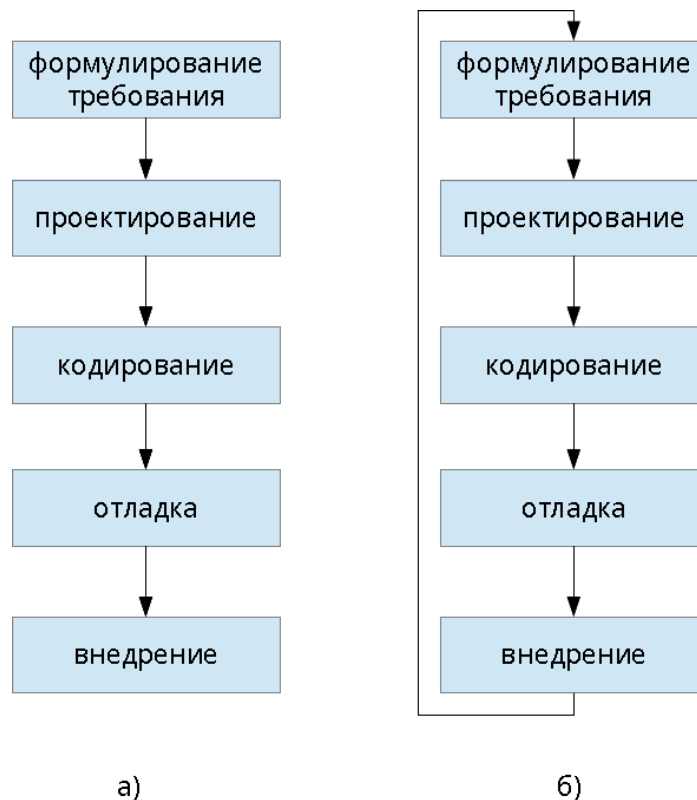 формулирование
требования
проектирование
кодирование
отладка
внедрение
а)
формулирование
требования
проектирование
кодирование
отладка
внедрение
б)